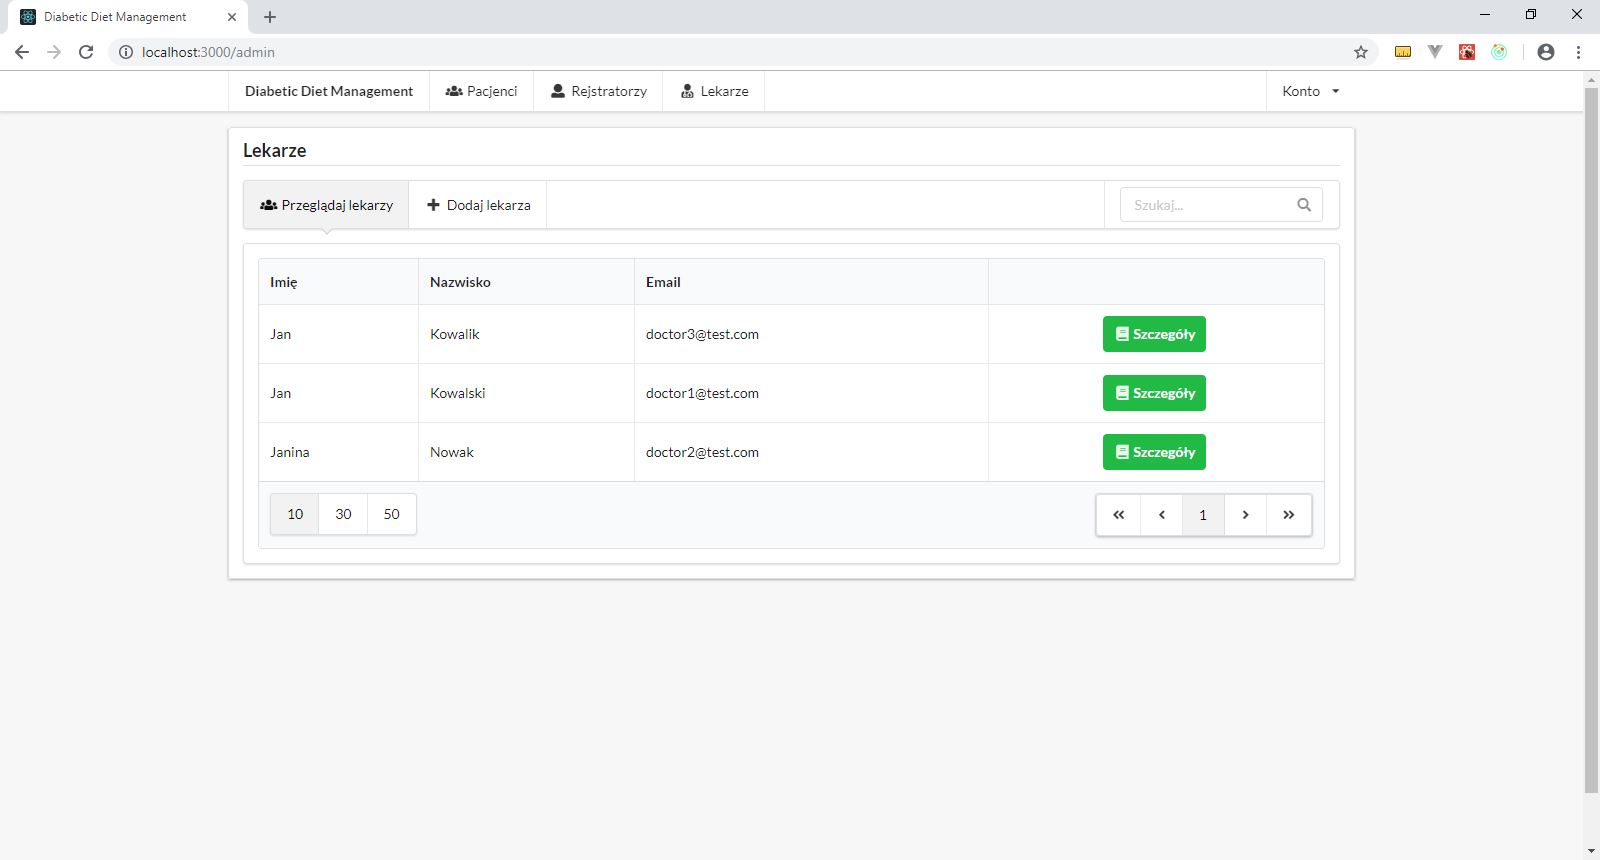 Diabetic Diet Management
localhost:3000/admin
Diabetic Diet Management Pacjenci Rejstratorzy Lekarze Konto
Lekarze
Przeglądaj lekarzy Dodaj lekarza Szukaj...
Imię Nazwisko Email
Jan Kowalik doctor3@test.com Szczegóły
Jan Kowalski doctor1@test.com Szczegóły
Janina Nowak doctor2@test.com Szczegóły
10 30 50 « ‹ 1 › »